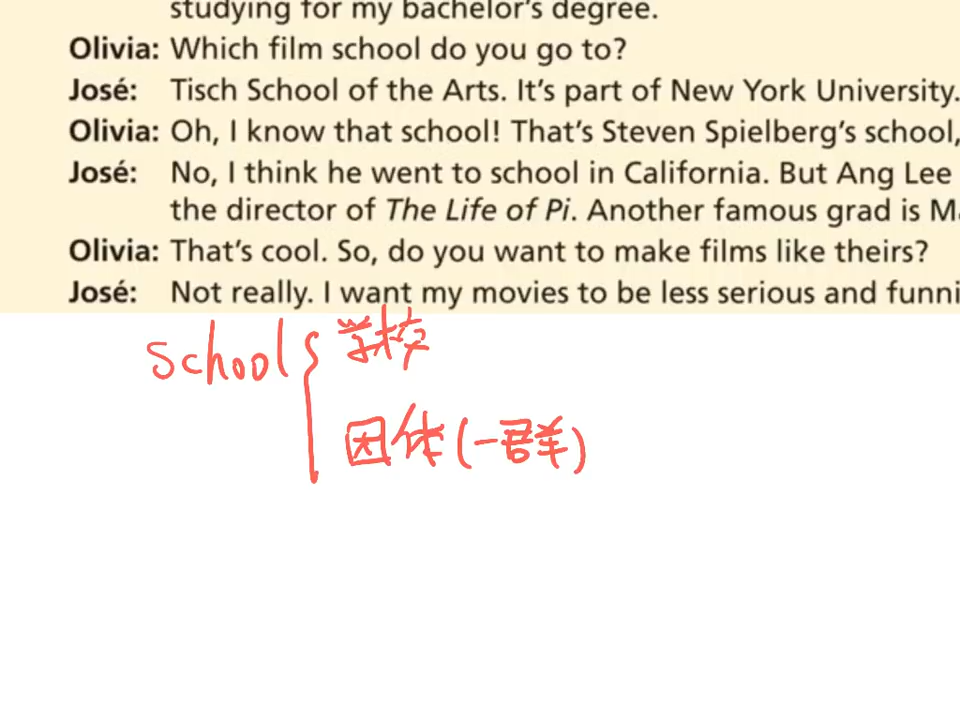 studying for my bachelor's degree.
Olivia: Which film school do you go to?
José: Tisch School of the Arts. It's part of New York University.
Olivia: Oh, I know that school! That's Steven Spielberg's school,
José: No, I think he went to school in California. But Ang Lee
the director of The Life of Pi. Another famous grad is Ma
Olivia: That's cool. So, do you want to make films like theirs?
José: Not really. I want my movies to be less serious and funni
school { 学校
团体(一群)